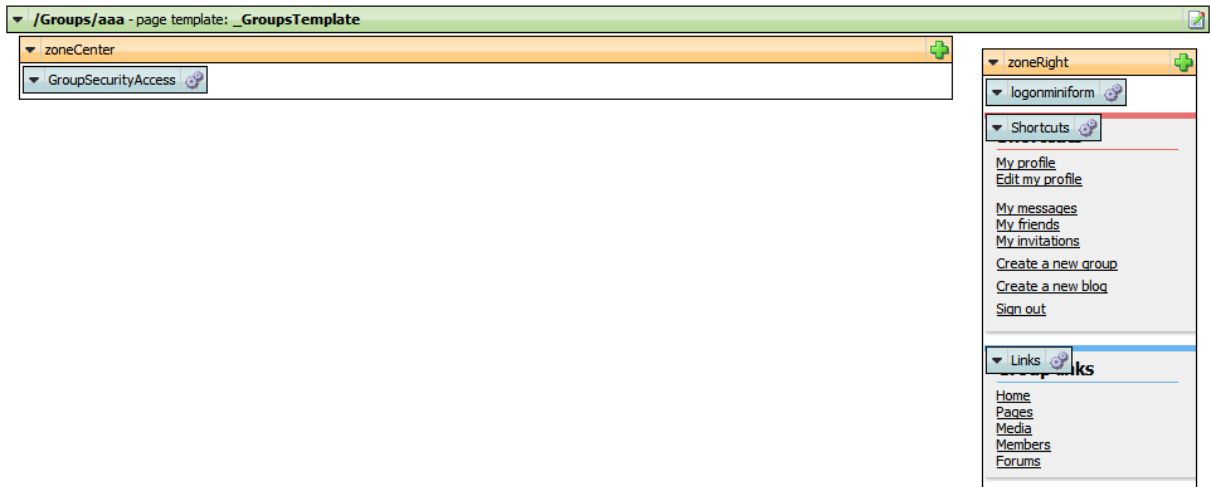 /Groups/aaa - page template: _GroupsTemplate
zoneCenter
GroupSecurityAccess
zoneRight
logonminiform
Shortcuts
My profile
Edit my profile
My messages
My friends
My invitations
Create a new group
Create a new blog
Sign out
Links
Home
Pages
Media
Members
Forums